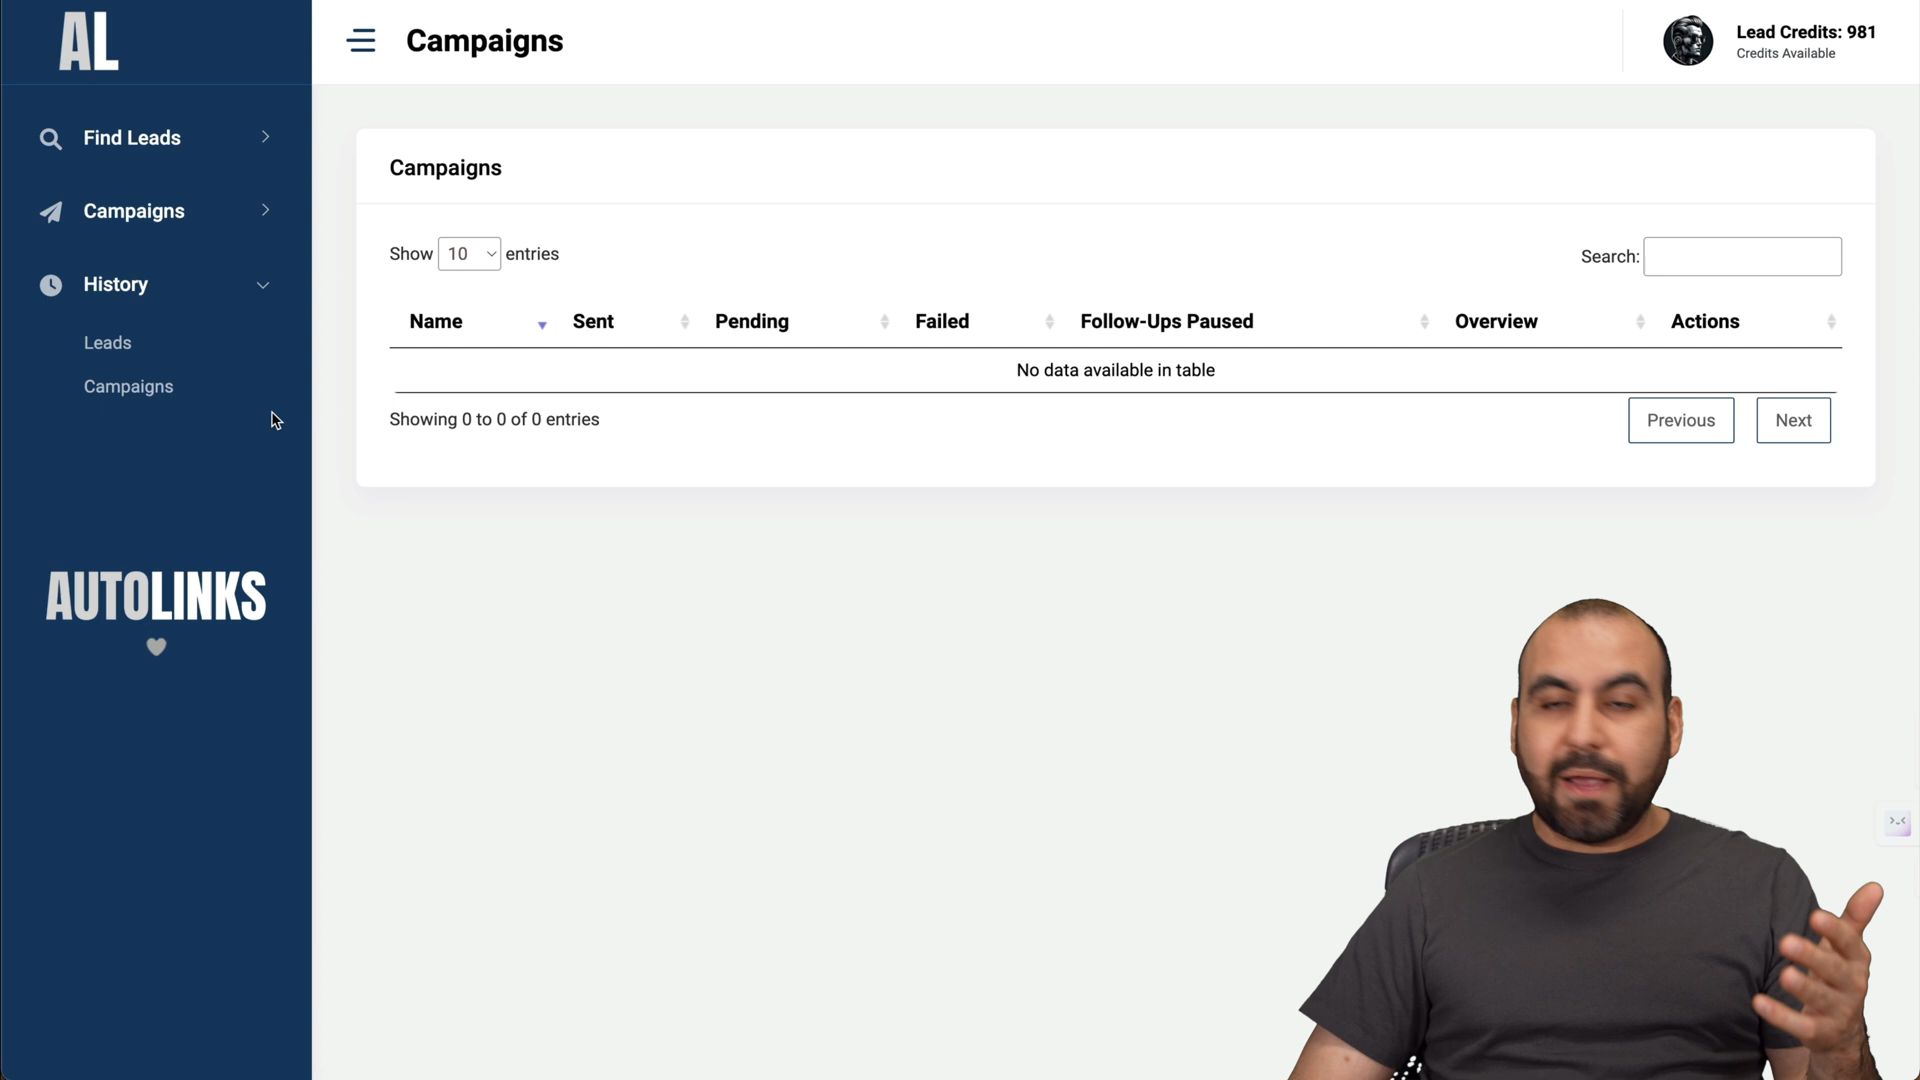 AL
Campaigns
Lead Credits: 981
Credits Available
Find Leads
Campaigns
History
Leads
Campaigns
AUTOLINKS
Campaigns
Show 10 entries
Search:
Name Sent Pending Failed Follow-Ups Paused Overview Actions
No data available in table
Showing 0 to 0 of 0 entries
Previous Next